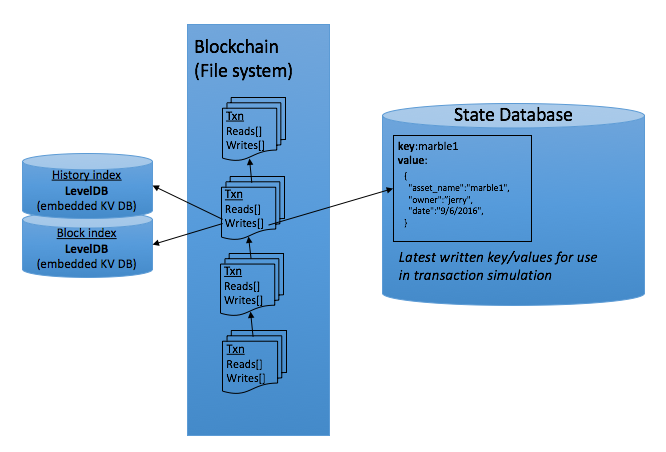 Blockchain
(File system)
Txn
Reads[]
Writes[]
Txn
Reads[]
Writes[]
Txn
Reads[]
Writes[]
Txn
Reads[]
Writes[]
History index
LevelDB
(embedded KV DB)
Block index
LevelDB
(embedded KV DB)
State Database
key:marble1
value:
{
"asset_name":"marble1",
"owner":"jerry",
"date":"9/6/2016",
}
Latest written key/values for use
in transaction simulation